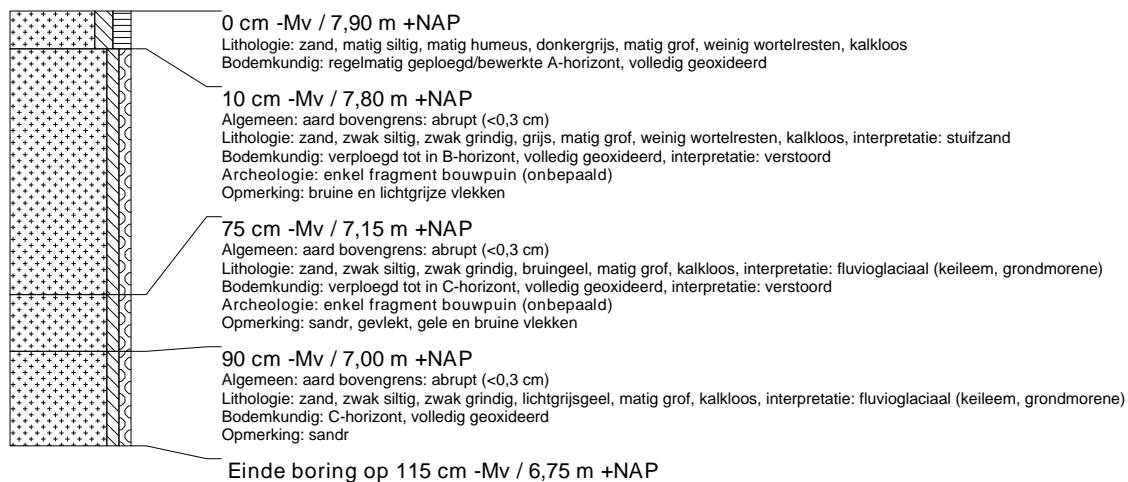 0 cm -Mv / 7,90 m +NAP
Lithologie: zand, matig siltig, matig humeus, donkergrijs, matig grof, weinig wortelresten, kalkloos
Bodemkundig: regelmatig geploegd/bewerkte A-horizont, volledig geoxideerd
10 cm -Mv / 7,80 m +NAP
Algemeen: aard bovengrens: abrupt (<0,3 cm)
Lithologie: zand, zwak siltig, zwak grindig, grijs, matig grof, weinig wortelresten, kalkloos, interpretatie: stuifzand
Bodemkundig: verploegd tot in B-horizont, volledig geoxideerd, interpretatie: verstoord
Archeologie: enkel fragment bouwpuin (onbepaald)
Opmerking: bruine en lichtgrijze vlekken
75 cm -Mv / 7,15 m +NAP
Algemeen: aard bovengrens: abrupt (<0,3 cm)
Lithologie: zand, zwak siltig, zwak grindig, bruingeel, matig grof, kalkloos, interpretatie: fluvioglaciaal (keileem, grondmorene)
Bodemkundig: verploegd tot in C-horizont, volledig geoxideerd, interpretatie: verstoord
Archeologie: enkel fragment bouwpuin (onbepaald)
Opmerking: sandr, gevlekt, gele en bruine vlekken
90 cm -Mv / 7,00 m +NAP
Algemeen: aard bovengrens: abrupt (<0,3 cm)
Lithologie: zand, zwak siltig, zwak grindig, lichtgrijsgeel, matig grof, kalkloos, interpretatie: fluvioglaciaal (keileem, grondmorene)
Bodemkundig: C-horizont, volledig geoxideerd
Opmerking: sandr
Einde boring op 115 cm -Mv / 6,75 m +NAP